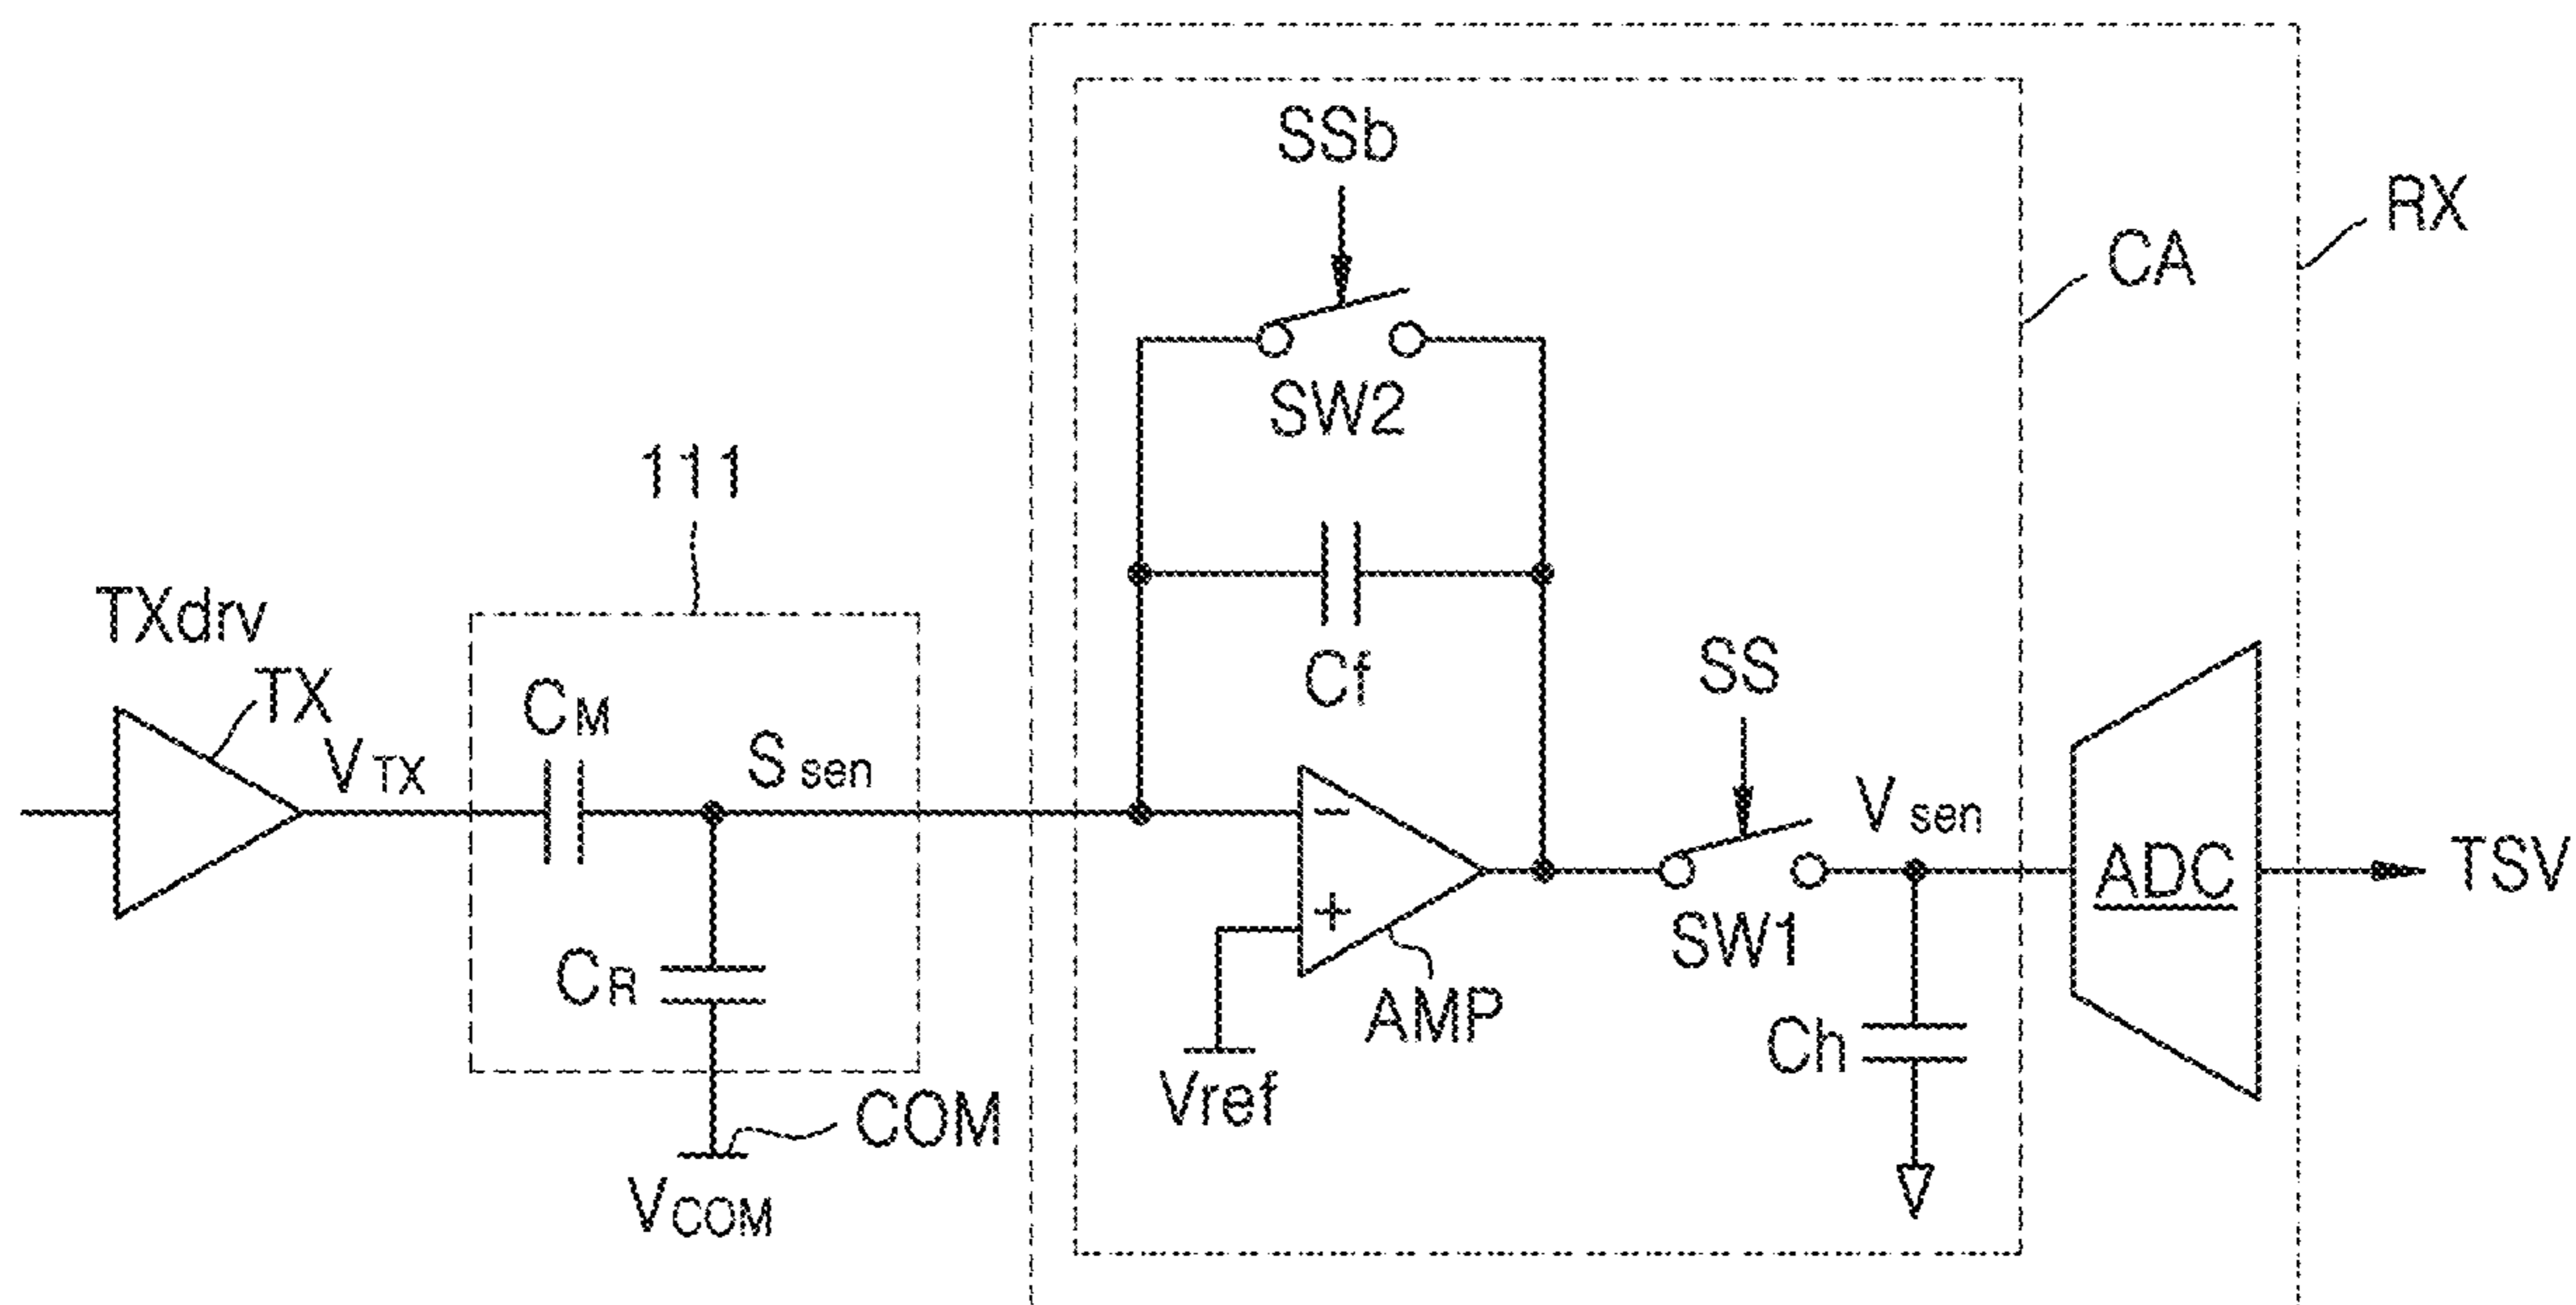 SSb
RX
CA
SW2
111
TXdrv
TX
Cf
SS
CM
VTX
Ssen
Vsen
−
ADC
TSV
+
SW1
CR
AMP
Ch
Vref
COM
VCOM